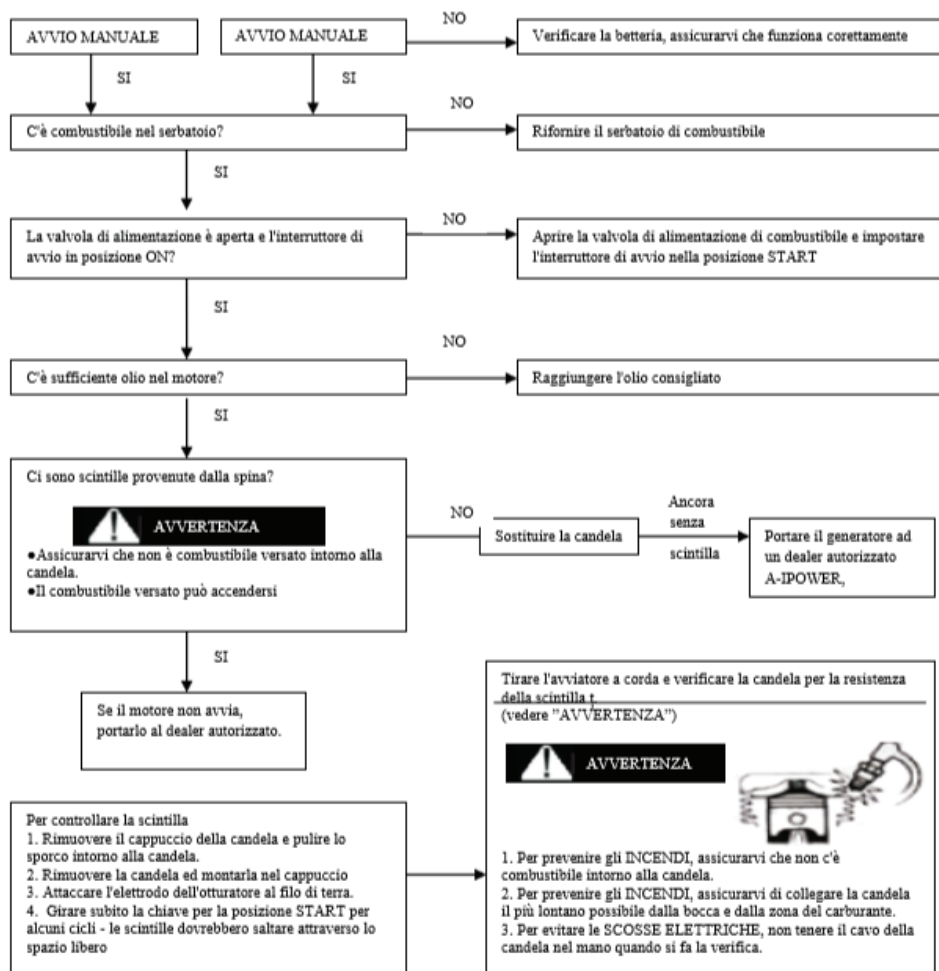 AVVIO MANUALE
AVVIO MANUALE
NO
Verificare la betteria, assicurarvi che funziona corettamente
SI
SI
C'è combustibile nel serbatoio?
NO
Rifornire il serbatoio di combustibile
SI
La valvola di alimentazione è aperta e l'interruttore di
avvio in posizione ON?
NO
Aprire la valvola di alimentazione di combustibile e impostare
l'interruttore di avvio nella posizione START
SI
C'è sufficiente olio nel motore?
NO
Raggiungere l'olio consigliato
SI
Ci sono scintille provenute dalla spina?
AVVERTENZA
●Assicurarvi che non è combustibile versato intorno alla
candela.
●Il combustibile versato può accendersi
NO
Sostituire la candela
Ancora
senza
scintilla
Portare il generatore ad
un dealer autorizzato
A-IPOWER,
SI
Se il motore non avvia,
portarlo al dealer autorizzato.
Per controllare la scintilla
1. Rimuovere il cappuccio della candela e pulire lo
sporco intorno alla candela.
2. Rimuovere la candela ed montarla nel cappuccio
3. Attaccare l'elettrodo dell'otturatore al filo di terra.
4. Girare subito la chiave per la posizione START per
alcuni cicli - le scintille dovrebbero saltare attraverso lo
spazio libero
Tirare l'avviatore a corda e verificare la candela per la resistenza
della scintilla t.
(vedere "AVVERTENZA")
AVVERTENZA
1. Per prevenire gli INCENDI, assicurarvi che non c'è
combustibile intorno alla candela.
2. Per prevenire gli INCENDI, assicurarvi di collegare la candela
il più lontano possibile dalla bocca e dalla zona del carburante.
3. Per evitare le SCOSSE ELETTRICHE, non tenere il cavo della
candela nel mano quando si fa la verifica.